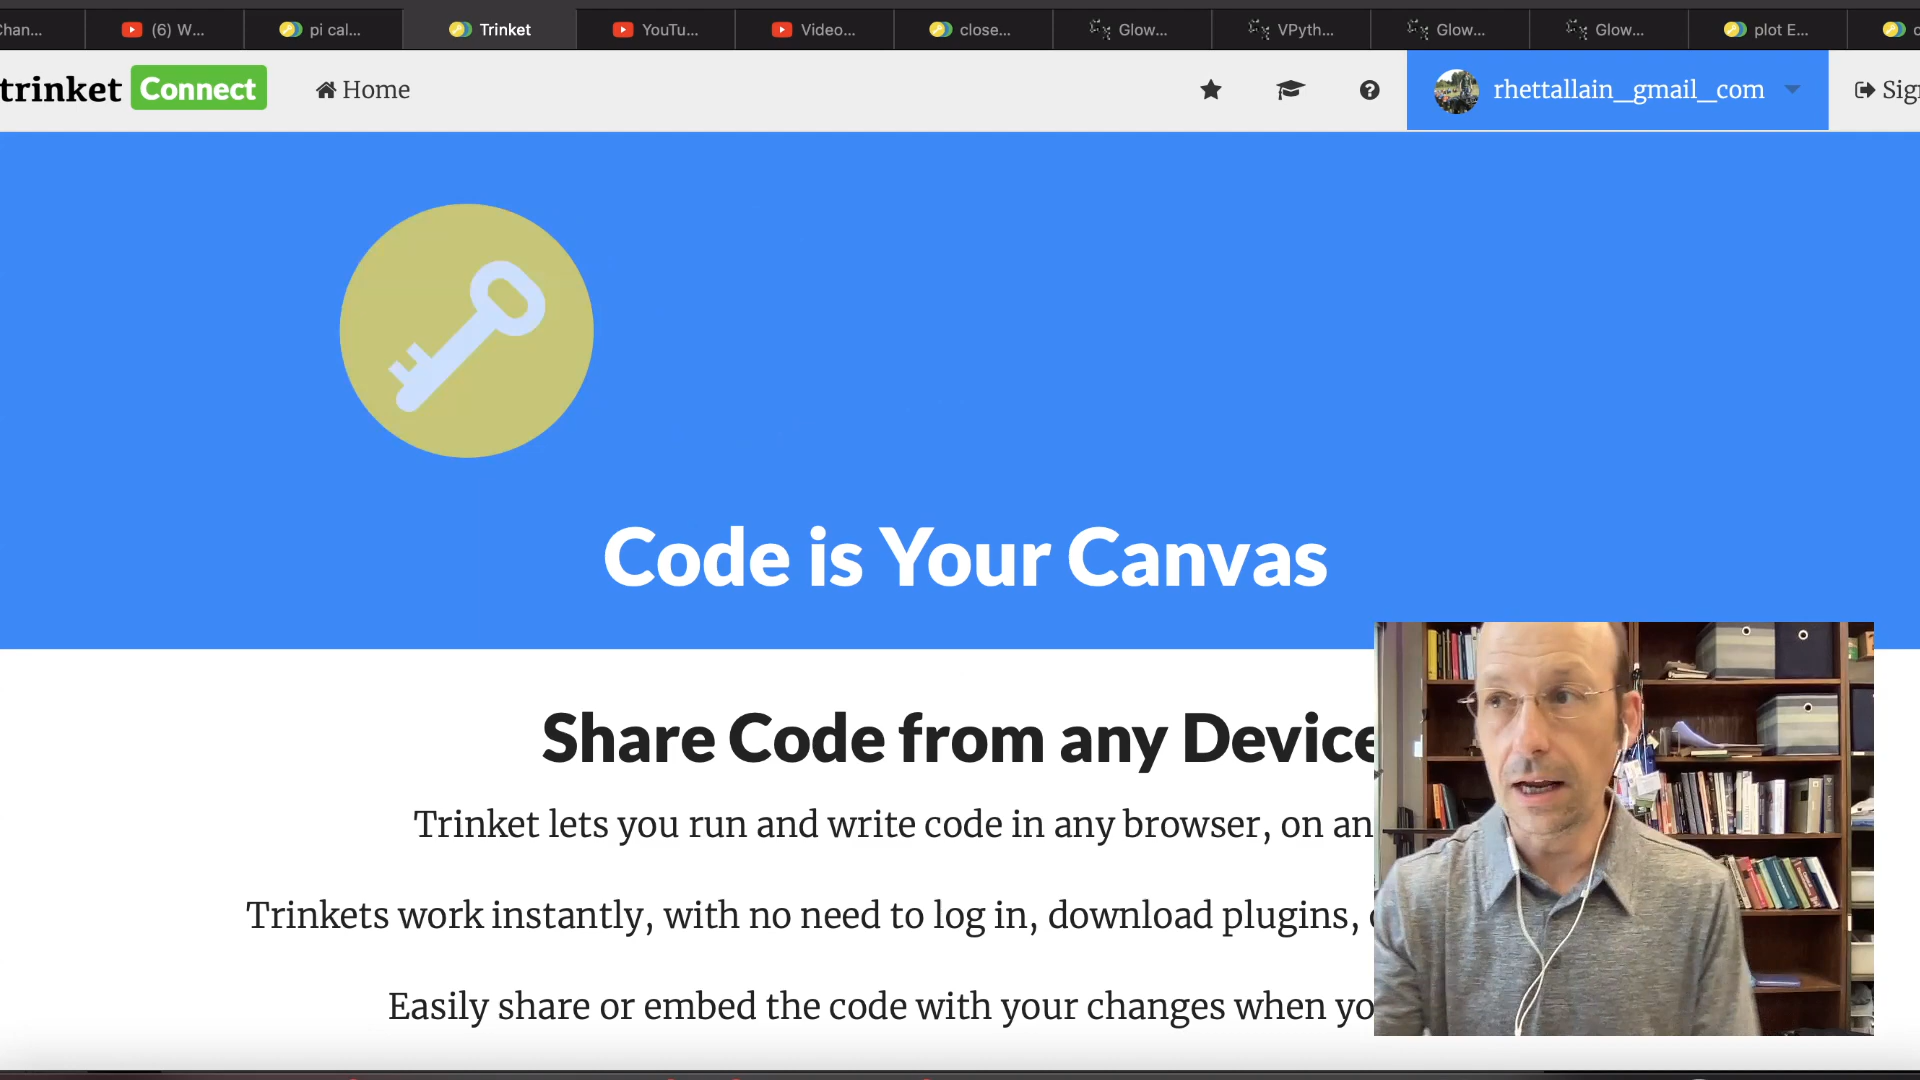 (6) W...
pi cal...
Trinket
YouTu...
Video...
close...
Glow...
VPyth...
Glow...
Glow...
plot E...
trinket Connect
Home
rhettallain_gmail_com
Code is Your Canvas
Share Code from any Device
Trinket lets you run and write code in any browser, on
Trinkets work instantly, with no need to log in, download plugins,
Easily share or embed the code with your changes when